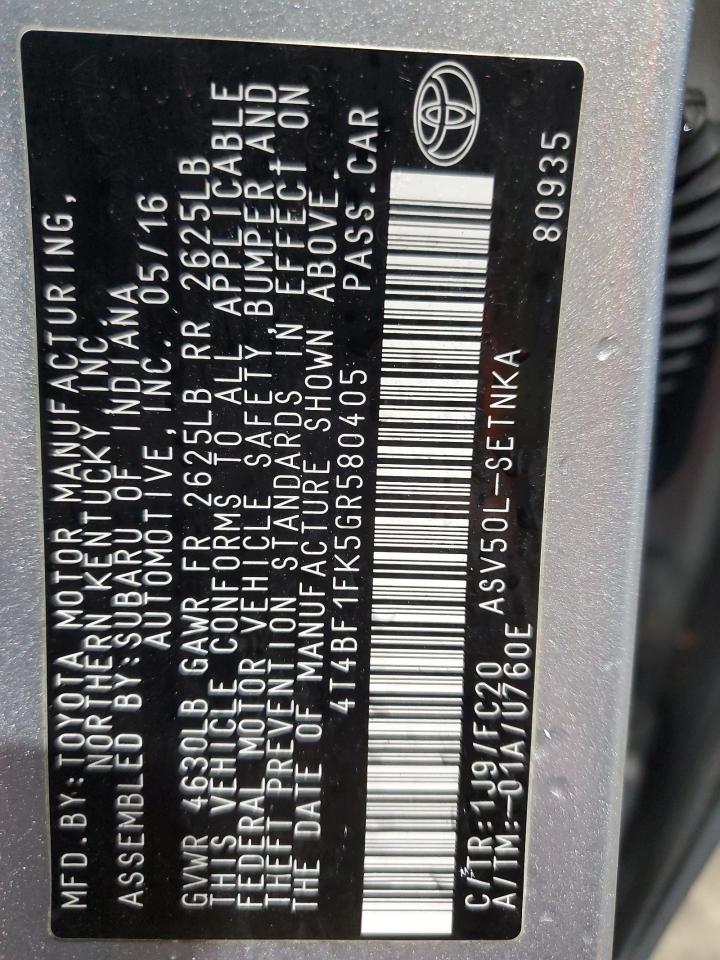 MFD.BY:TOYOTA MOTOR MANUFACTURING,
NORTHERN KENTUCKY INC
ASSEMBLED BY:SUBARU OF INDIANA
AUTOMOTIVE, INC. 05/16
GVWR 4630LB GAWR FR 2625LB RR 2625LB
THIS VEHICLE CONFORMS TO ALL APPLICABLE
FEDERAL MOTOR VEHICLE SAFETY, BUMPER AND
THEFT PREVENTION STANDARDS IN EFFECT ON
THE DATE OF MANUFACTURE SHOWN ABOVE.
4T4BF1FK5GR580405 PASS.CAR
C/TR:1J9/FC20 ASV50L-SETNKA
A/TM:-01A/U760E 80935